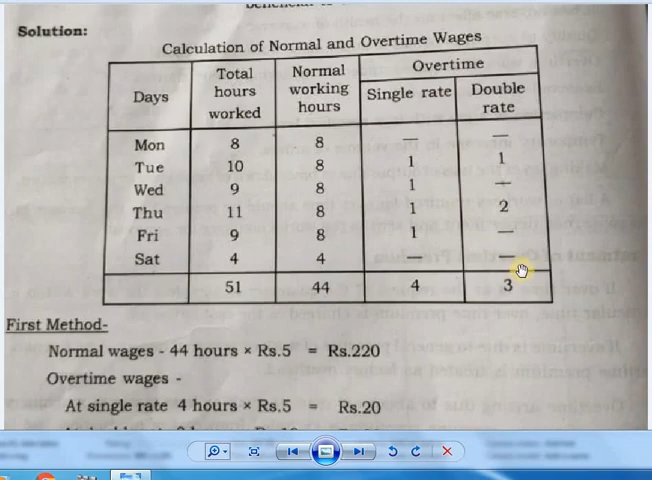 Solution:
Calculation of Normal and Overtime Wages
Days Total hours worked Normal working hours Overtime
Single rate Double rate
Mon 8 8 — —
Tue 10 8 1 1
Wed 9 8 1 —
Thu 11 8 1 2
Fri 9 8 1 —
Sat 4 4 — —
51 44 4 3
First Method-
Normal wages - 44 hours × Rs.5 = Rs.220
Overtime wages -
At single rate 4 hours × Rs.5 = Rs.20